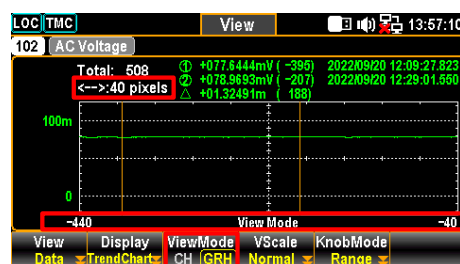 LOC TMC View 13:57:10
102 AC Voltage
Total: 508 ① +077.6444mV ( -395) 2022/09/20 12:09:27.823
<-->:40 pixels ② +078.9693mV ( -207) 2022/09/20 12:29:01.550
△ +01.32491m ( 188)
100m
0
-440 View Mode -40
View Display ViewMode VScale KnobMode
Data TrendChart CH GRH Normal Range